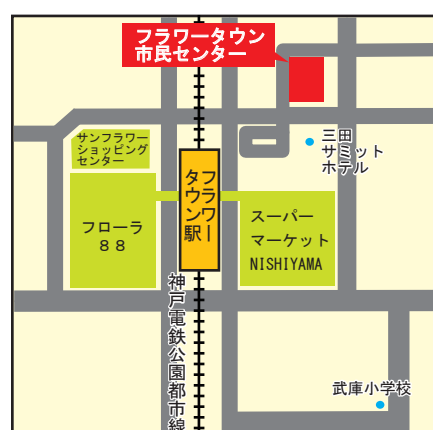 フラワータウン
市民センター
サンフラワー
ショッピング
センター
三田
サミット
ホテル
フラワー
タウン駅
フローラ
８８
スーパー
マーケット
NISHIYAMA
神戸電鉄公園都市線
武庫小学校